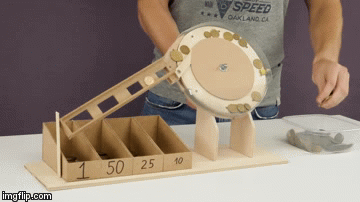 SPEED
OAKLAND, CA
1 50 25 10
imgflip.com